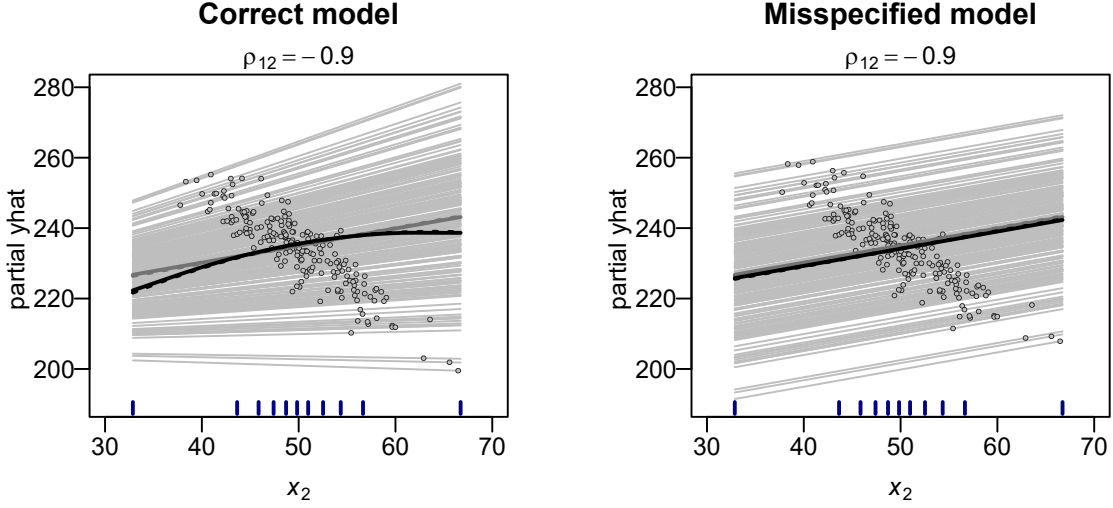 Correct model
ρ12 = − 0.9
partial yhat
280
260
240
220
200
30 40 50 60 70
x2
Misspecified model
ρ12 = − 0.9
partial yhat
280
260
240
220
200
30 40 50 60 70
x2